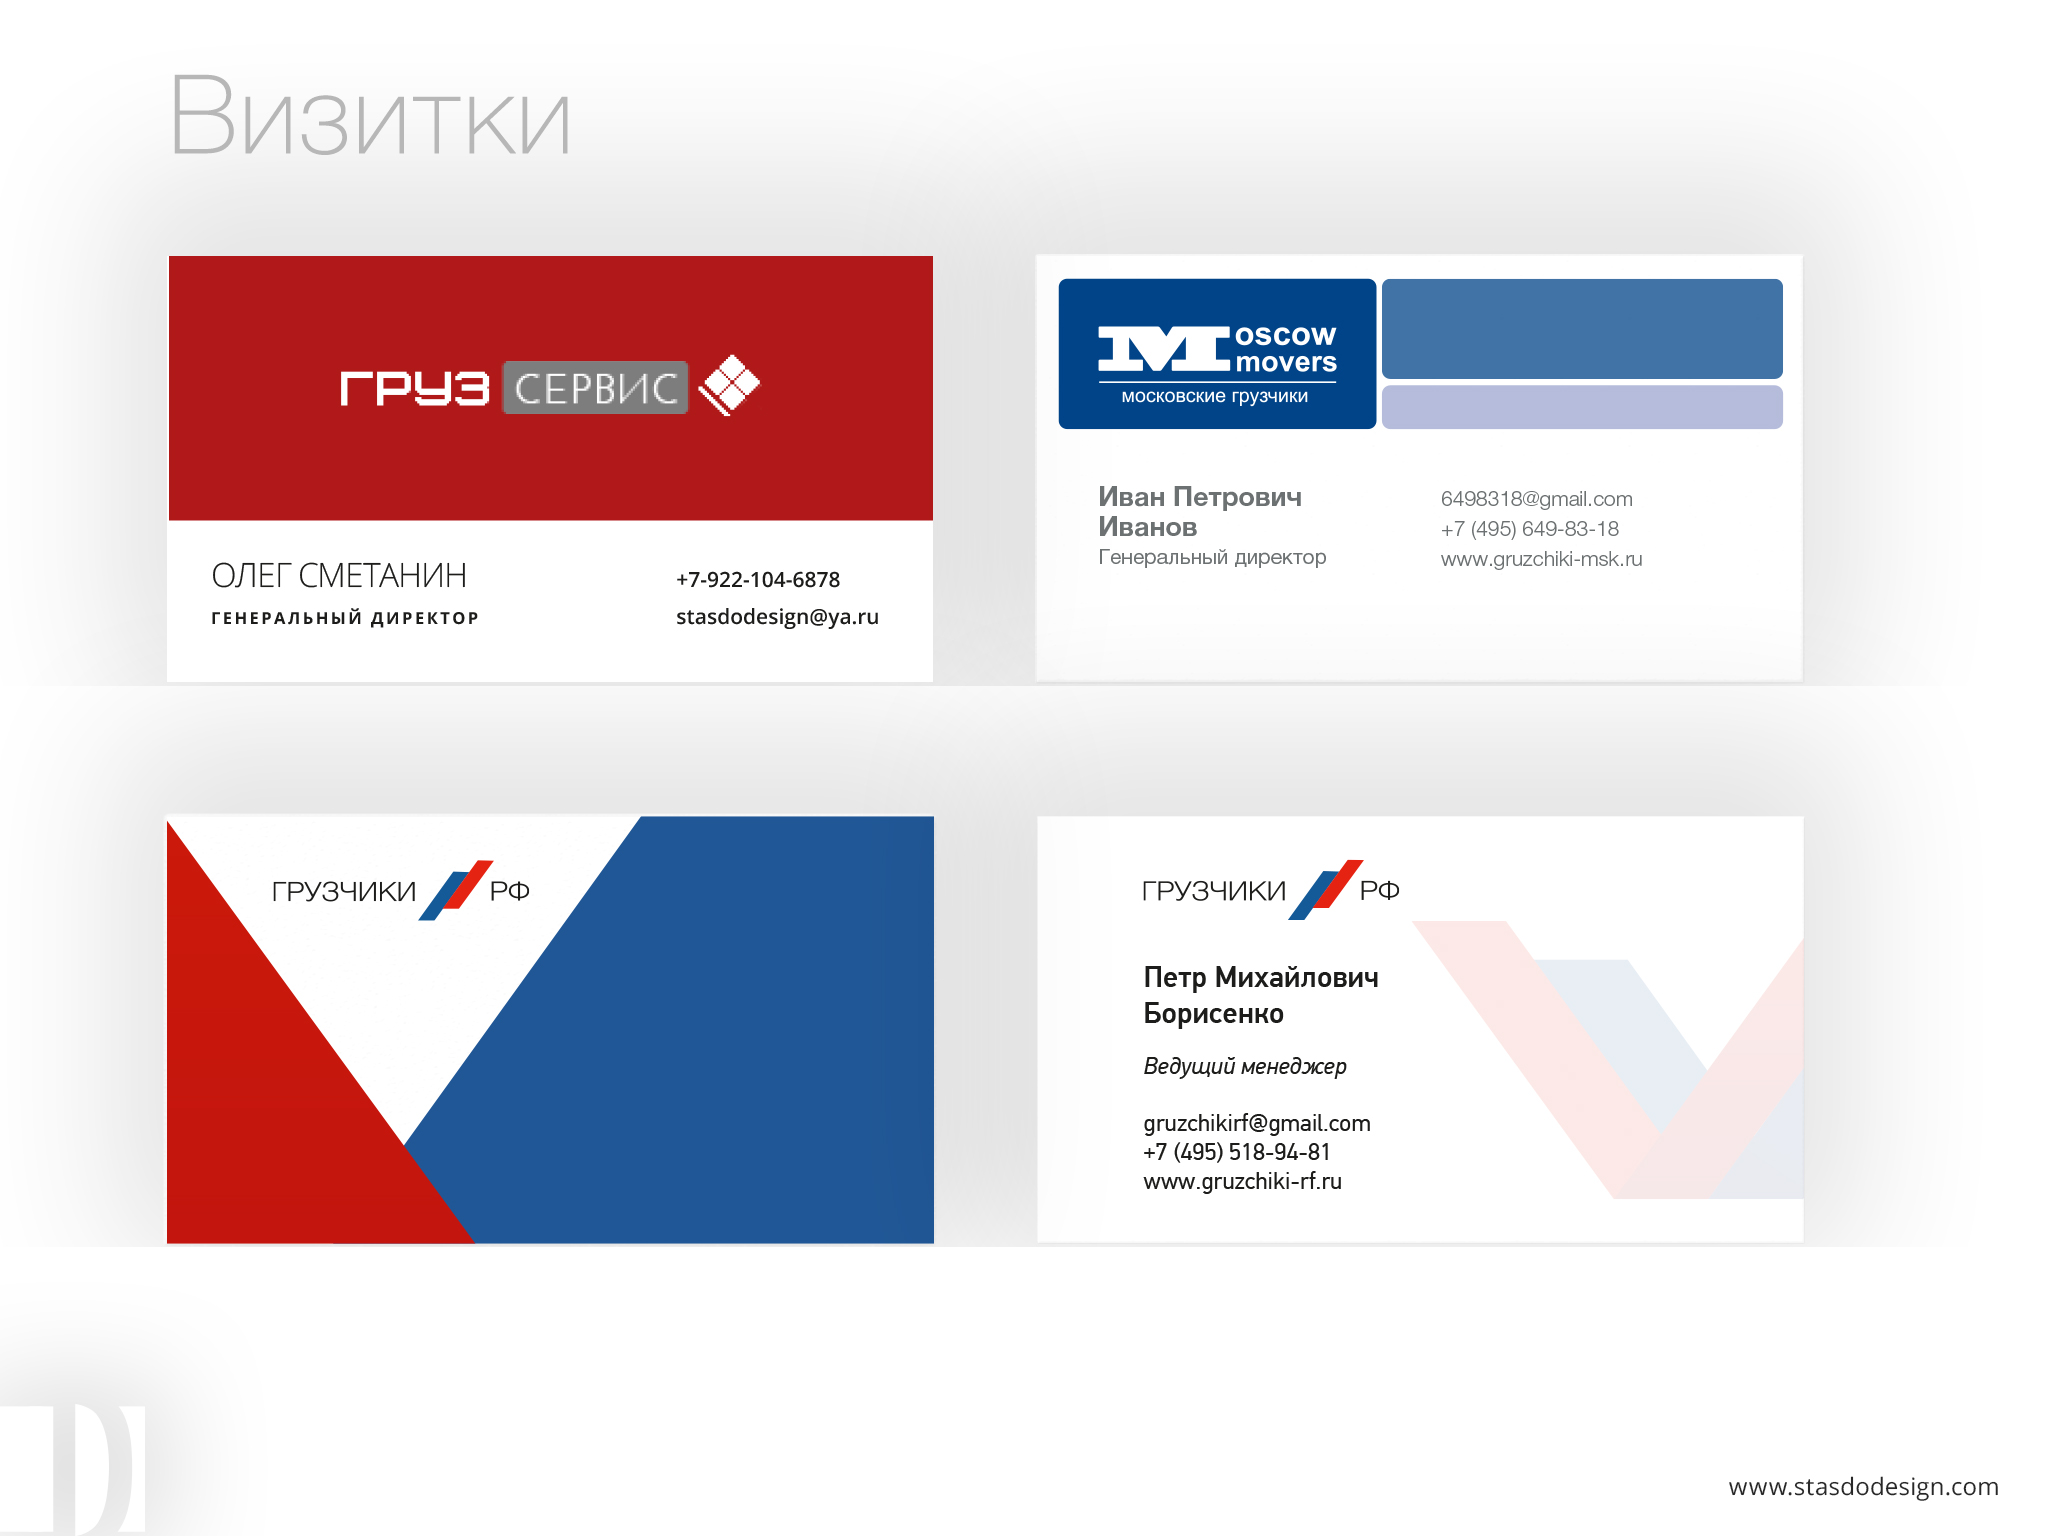 Визитки
ГРУЗ СЕРВИС
ОЛЕГ СМЕТАНИН
ГЕНЕРАЛЬНЫЙ ДИРЕКТОР
+7-922-104-6878
stasdodesign@ya.ru
Moscow
movers
московские грузчики
Иван Петрович
Иванов
Генеральный директор
6498318@gmail.com
+7 (495) 649-83-18
www.gruzchiki-msk.ru
ГРУЗЧИКИ РФ
ГРУЗЧИКИ РФ
Петр Михайлович
Борисенко
Ведущий менеджер
gruzchikirf@gmail.com
+7 (495) 518-94-81
www.gruzchiki-rf.ru
D
www.stasdodesign.com